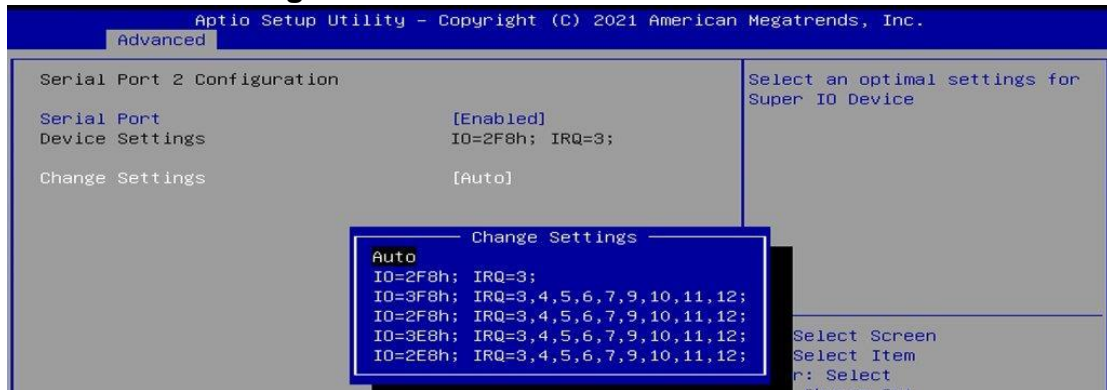 Aptio Setup Utility – Copyright (C) 2021 American Megatrends, Inc.
Advanced
Serial Port 2 Configuration
Serial Port [Enabled]
Device Settings IO=2F8h; IRQ=3;
Change Settings [Auto]
Select an optimal settings for
Super IO Device
Change Settings
Auto
IO=2F8h; IRQ=3;
IO=3F8h; IRQ=3,4,5,6,7,9,10,11,12;
IO=2F8h; IRQ=3,4,5,6,7,9,10,11,12;
IO=3E8h; IRQ=3,4,5,6,7,9,10,11,12;
IO=2E8h; IRQ=3,4,5,6,7,9,10,11,12;
Select Screen
Select Item
r: Select